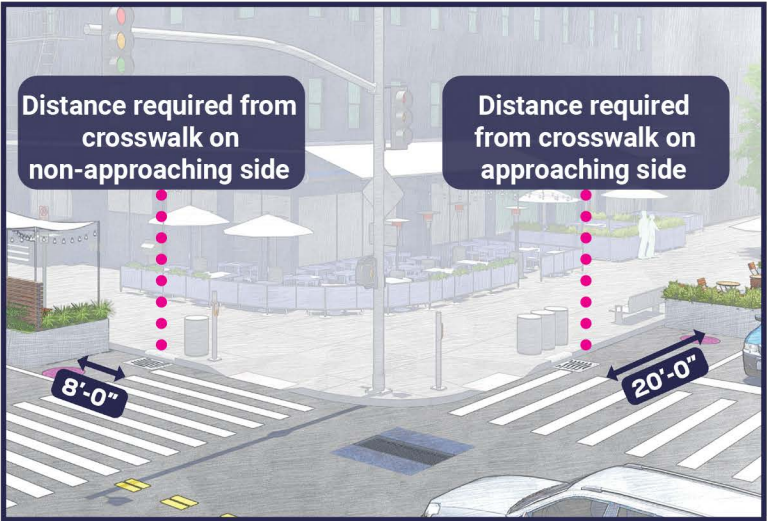 Distance required from
crosswalk on
non-approaching side
Distance required
from crosswalk on
approaching side
8'-0"
20'-0"